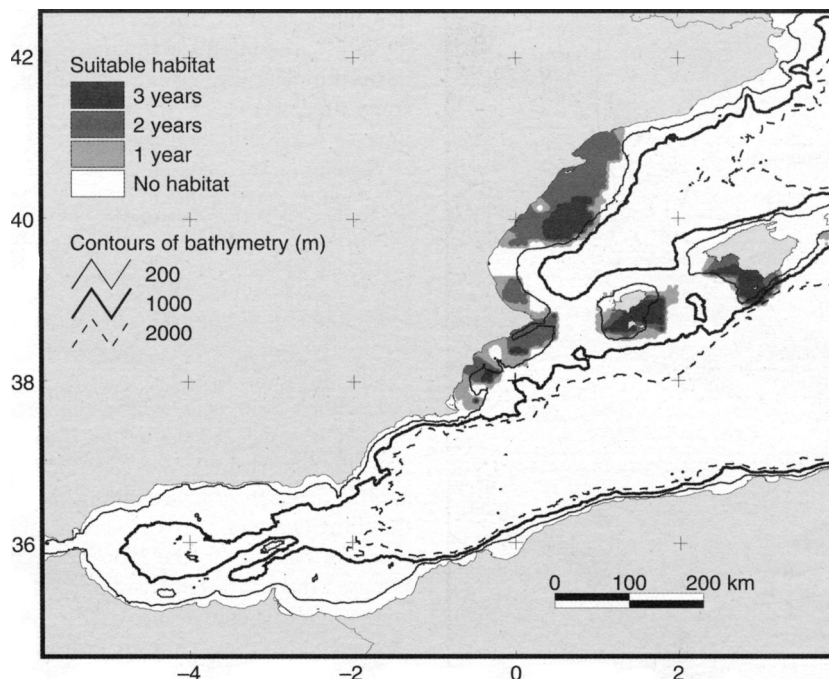 42
40
38
36
Suitable habitat
3 years
2 years
1 year
No habitat
Contours of bathymetry (m)
200
1000
2000
0 100 200 km
–4 –2 0 2